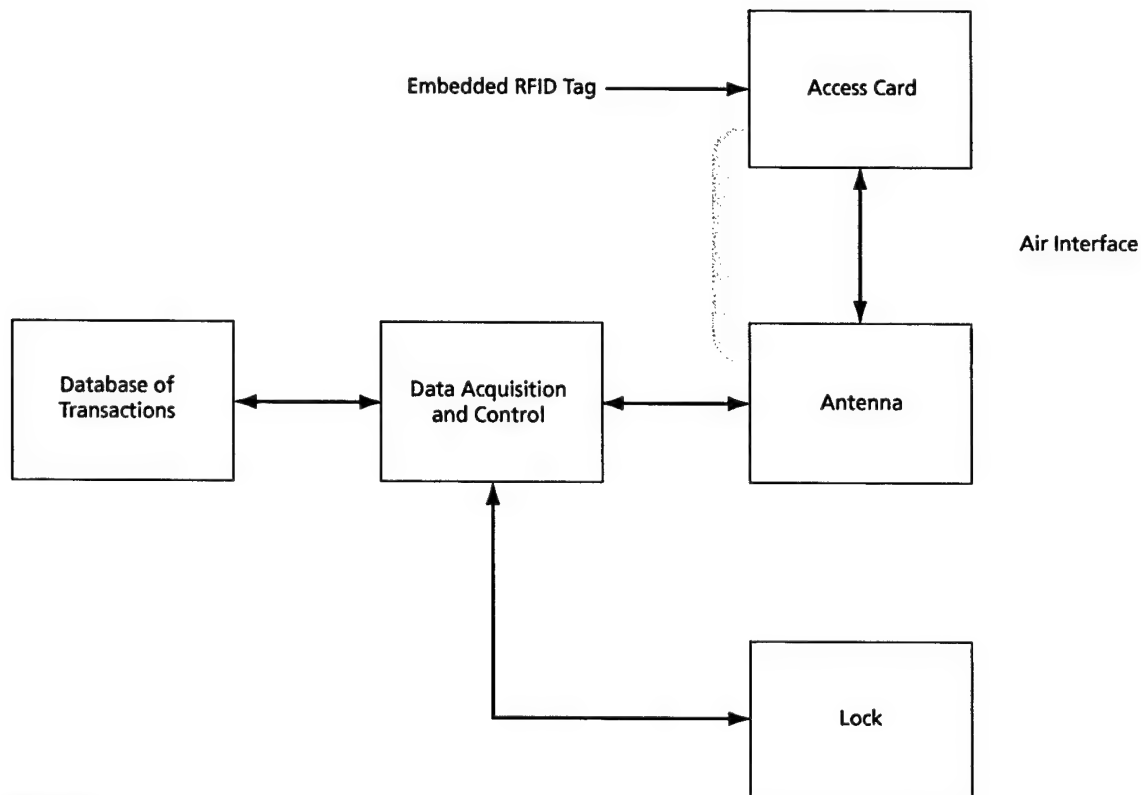 Embedded RFID Tag
Access Card
Air Interface
Database of
Transactions
Data Acquisition
and Control
Antenna
Lock